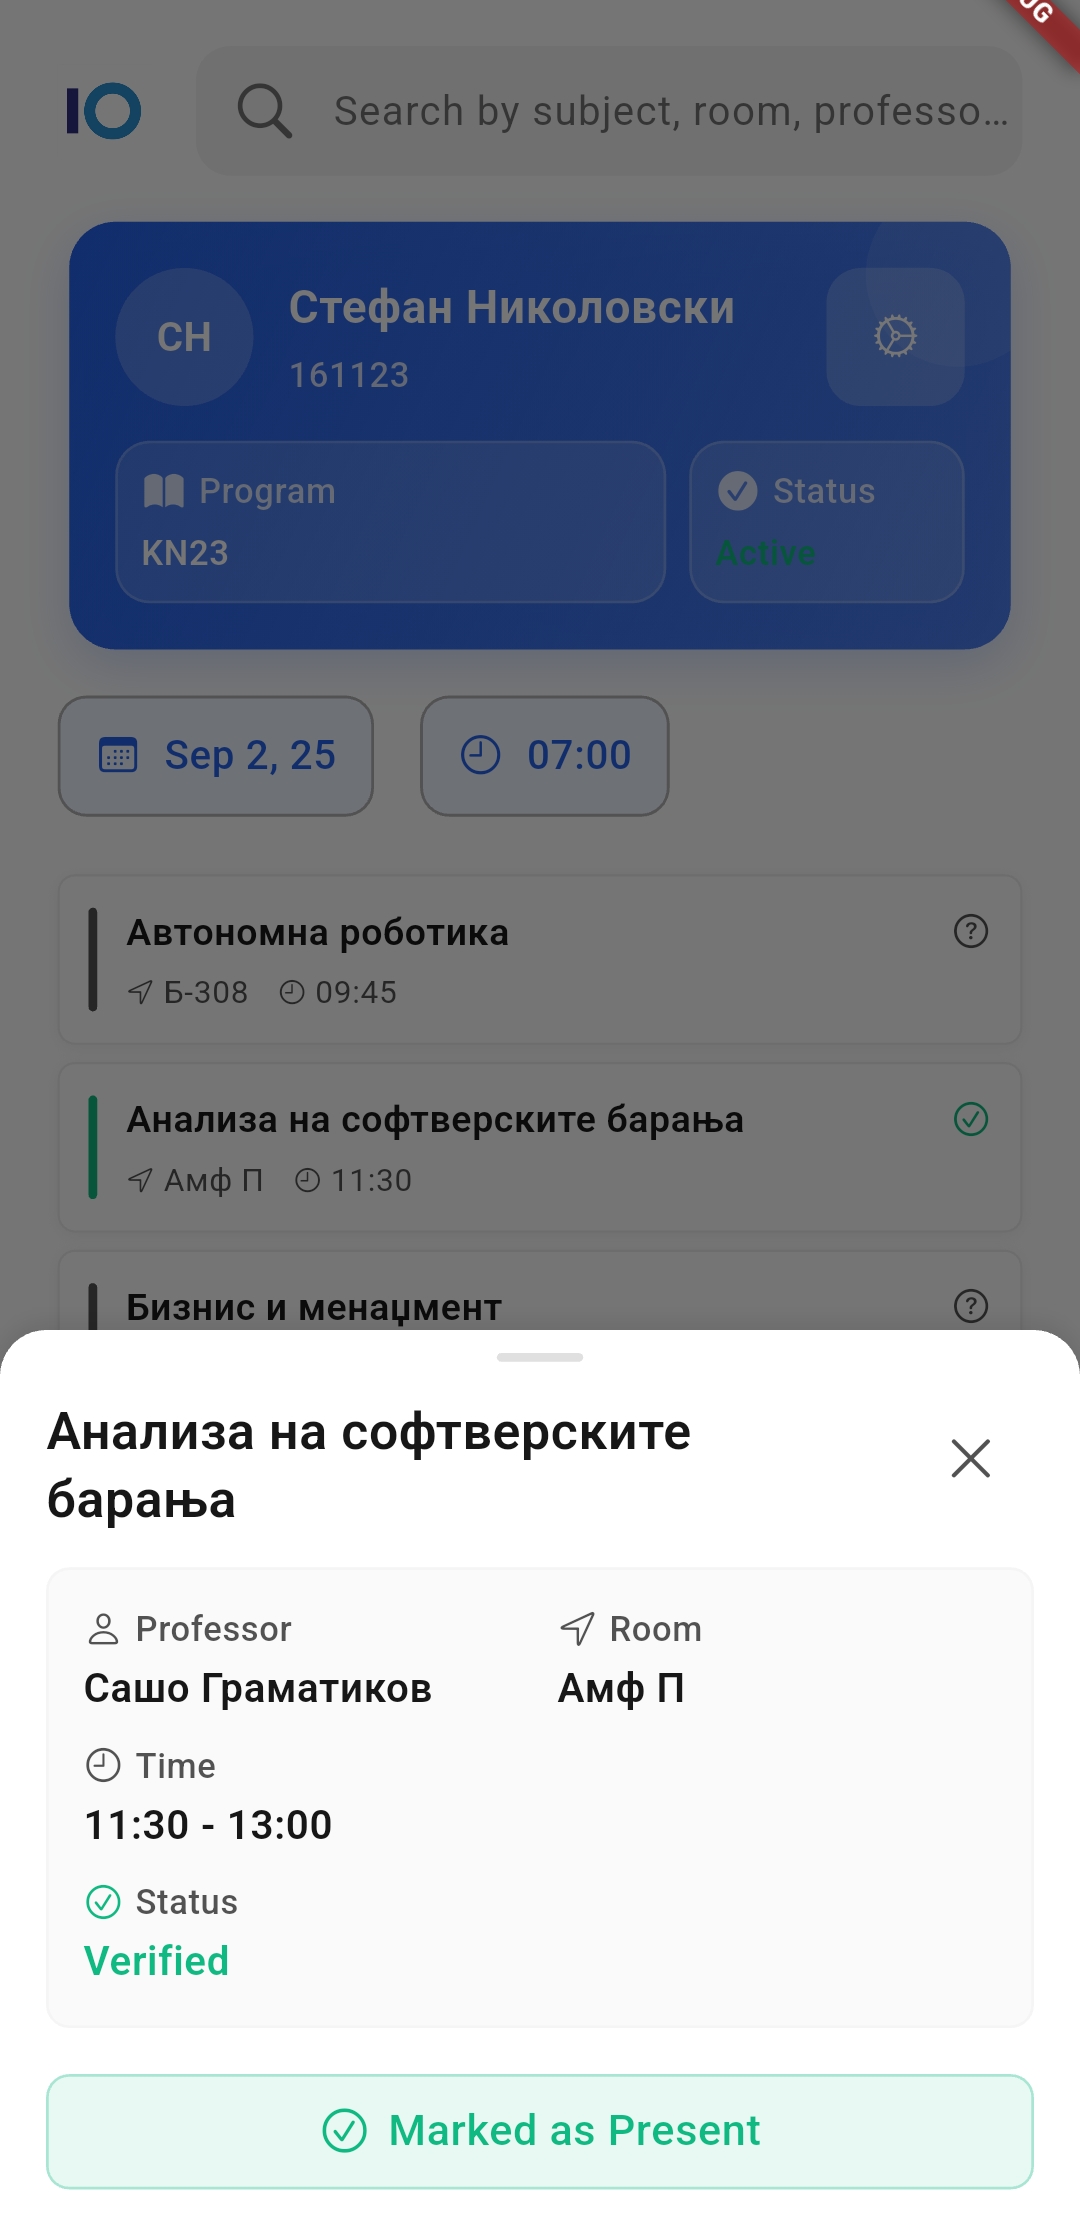 IO
Search by subject, room, professo...
СН
Стефан Николовски
161123
Program
KN23
Status
Active
Sep 2, 25
07:00
Автономна роботика
Б-308 09:45
Анализа на софтверските барања
Амф П 11:30
Бизнис и менаџмент
Анализа на софтверските
барања
Professor
Сашо Граматиков
Room
Амф П
Time
11:30 - 13:00
Status
Verified
Marked as Present